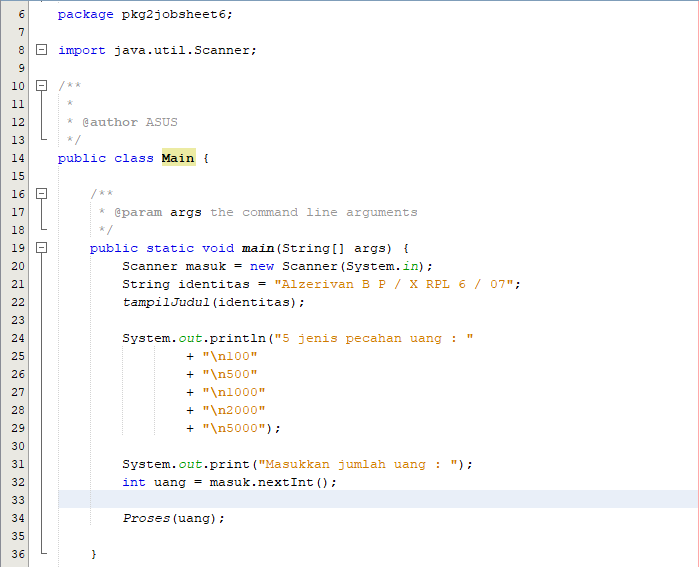 6 package pkg2jobsheet6;
7
8 import java.util.Scanner;
9
10 /**
11 *
12 * @author ASUS
13 */
14 public class Main {
15
16 /**
17 * @param args the command line arguments
18 */
19 public static void main(String[] args) {
20 Scanner masuk = new Scanner(System.in);
21 String identitas = "Alzerivan B P / X RPL 6 / 07";
22 tampilJudul(identitas);
23
24 System.out.println("5 jenis pecahan uang : "
25 + "\n100"
26 + "\n500"
27 + "\n1000"
28 + "\n2000"
29 + "\n5000");
30
31 System.out.print("Masukkan jumlah uang : ");
32 int uang = masuk.nextInt();
33
34 Proses(uang);
35
36 }